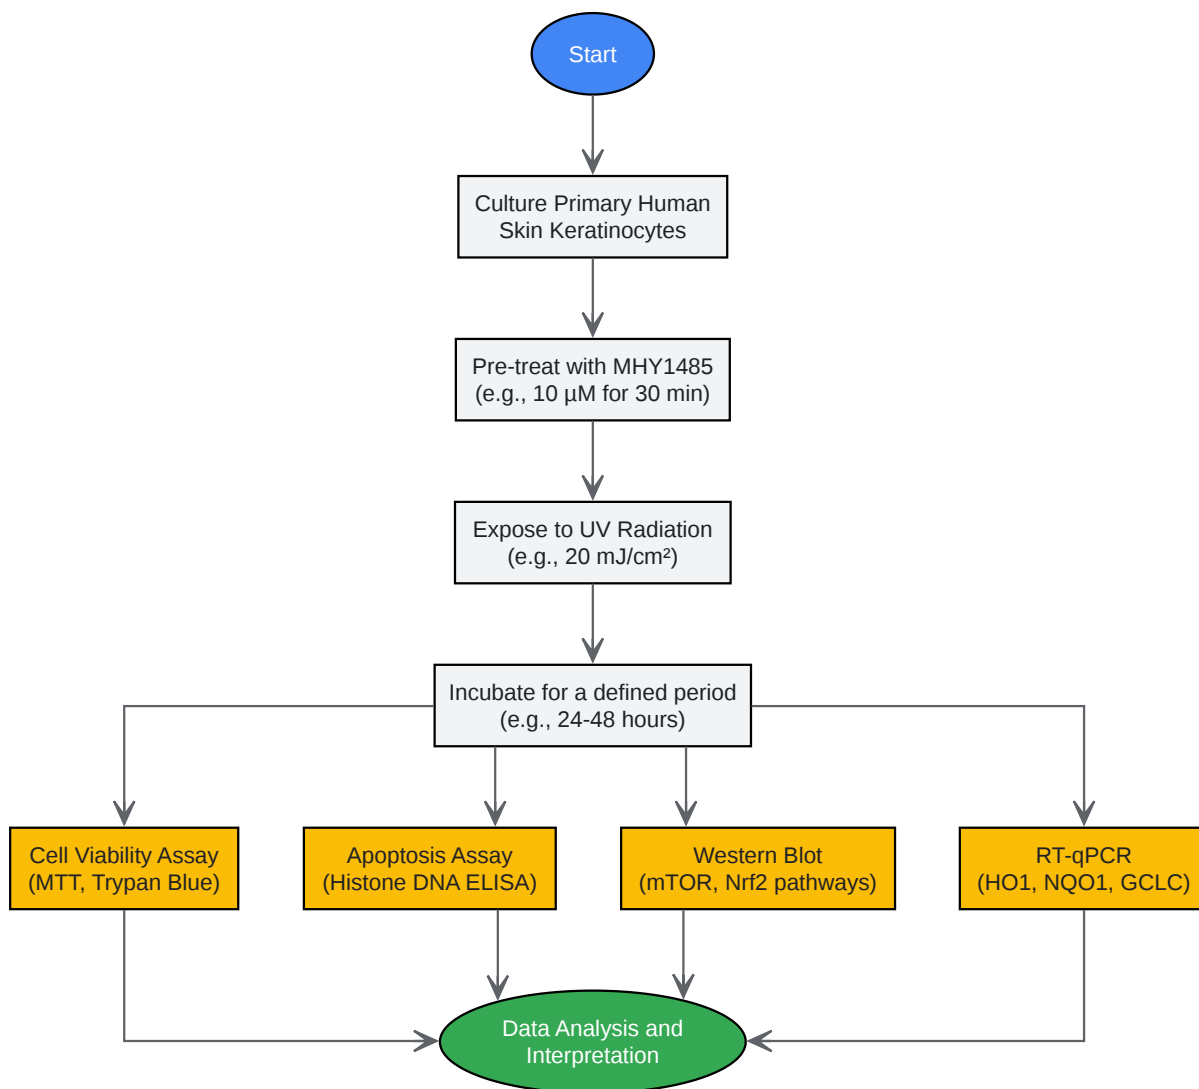 Start
Culture Primary Human
Skin Keratinocytes
Pre-treat with MHY1485
(e.g., 10 µM for 30 min)
Expose to UV Radiation
(e.g., 20 mJ/cm²)
Incubate for a defined period
(e.g., 24-48 hours)
Cell Viability Assay
(MTT, Trypan Blue)
Apoptosis Assay
(Histone DNA ELISA)
Western Blot
(mTOR, Nrf2 pathways)
RT-qPCR
(HO1, NQO1, GCLC)
Data Analysis and
Interpretation